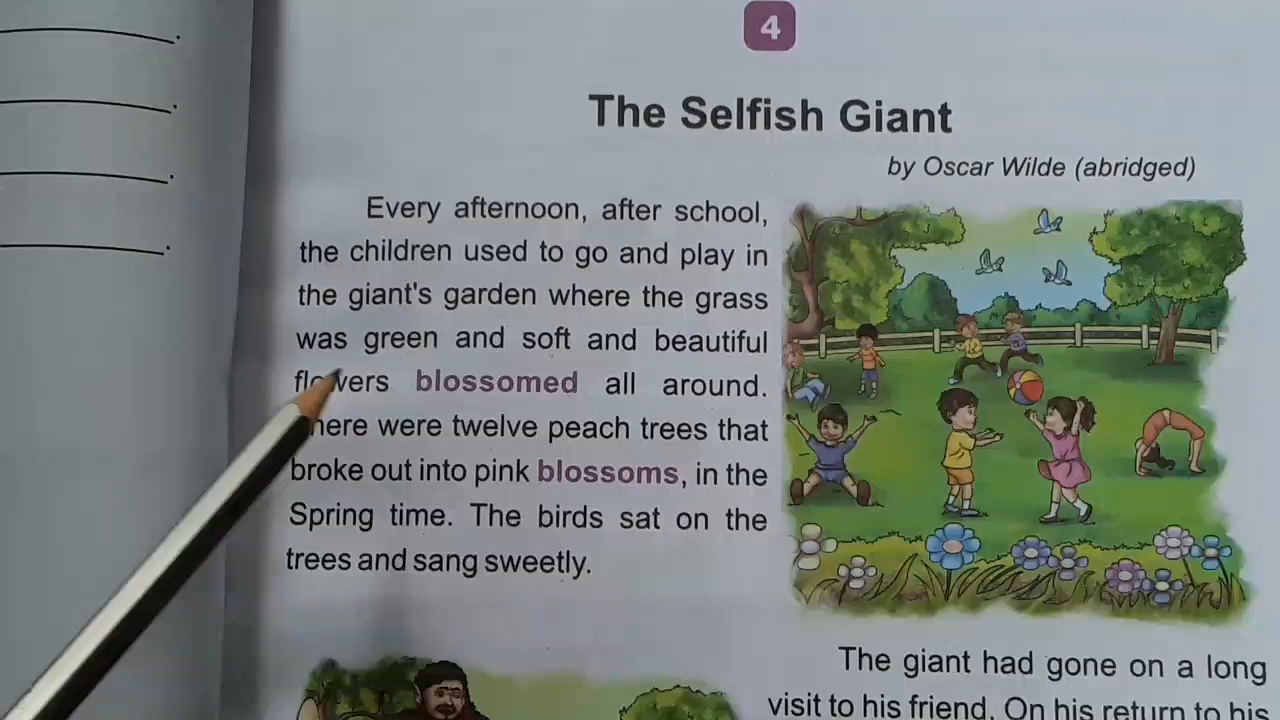 4
The Selfish Giant
by Oscar Wilde (abridged)
Every afternoon, after school,
the children used to go and play in
the giant's garden where the grass
was green and soft and beautiful
flowers blossomed all around.
There were twelve peach trees that
broke out into pink blossoms, in the
Spring time. The birds sat on the
trees and sang sweetly.
The giant had gone on a long
visit to his friend. On his return to his